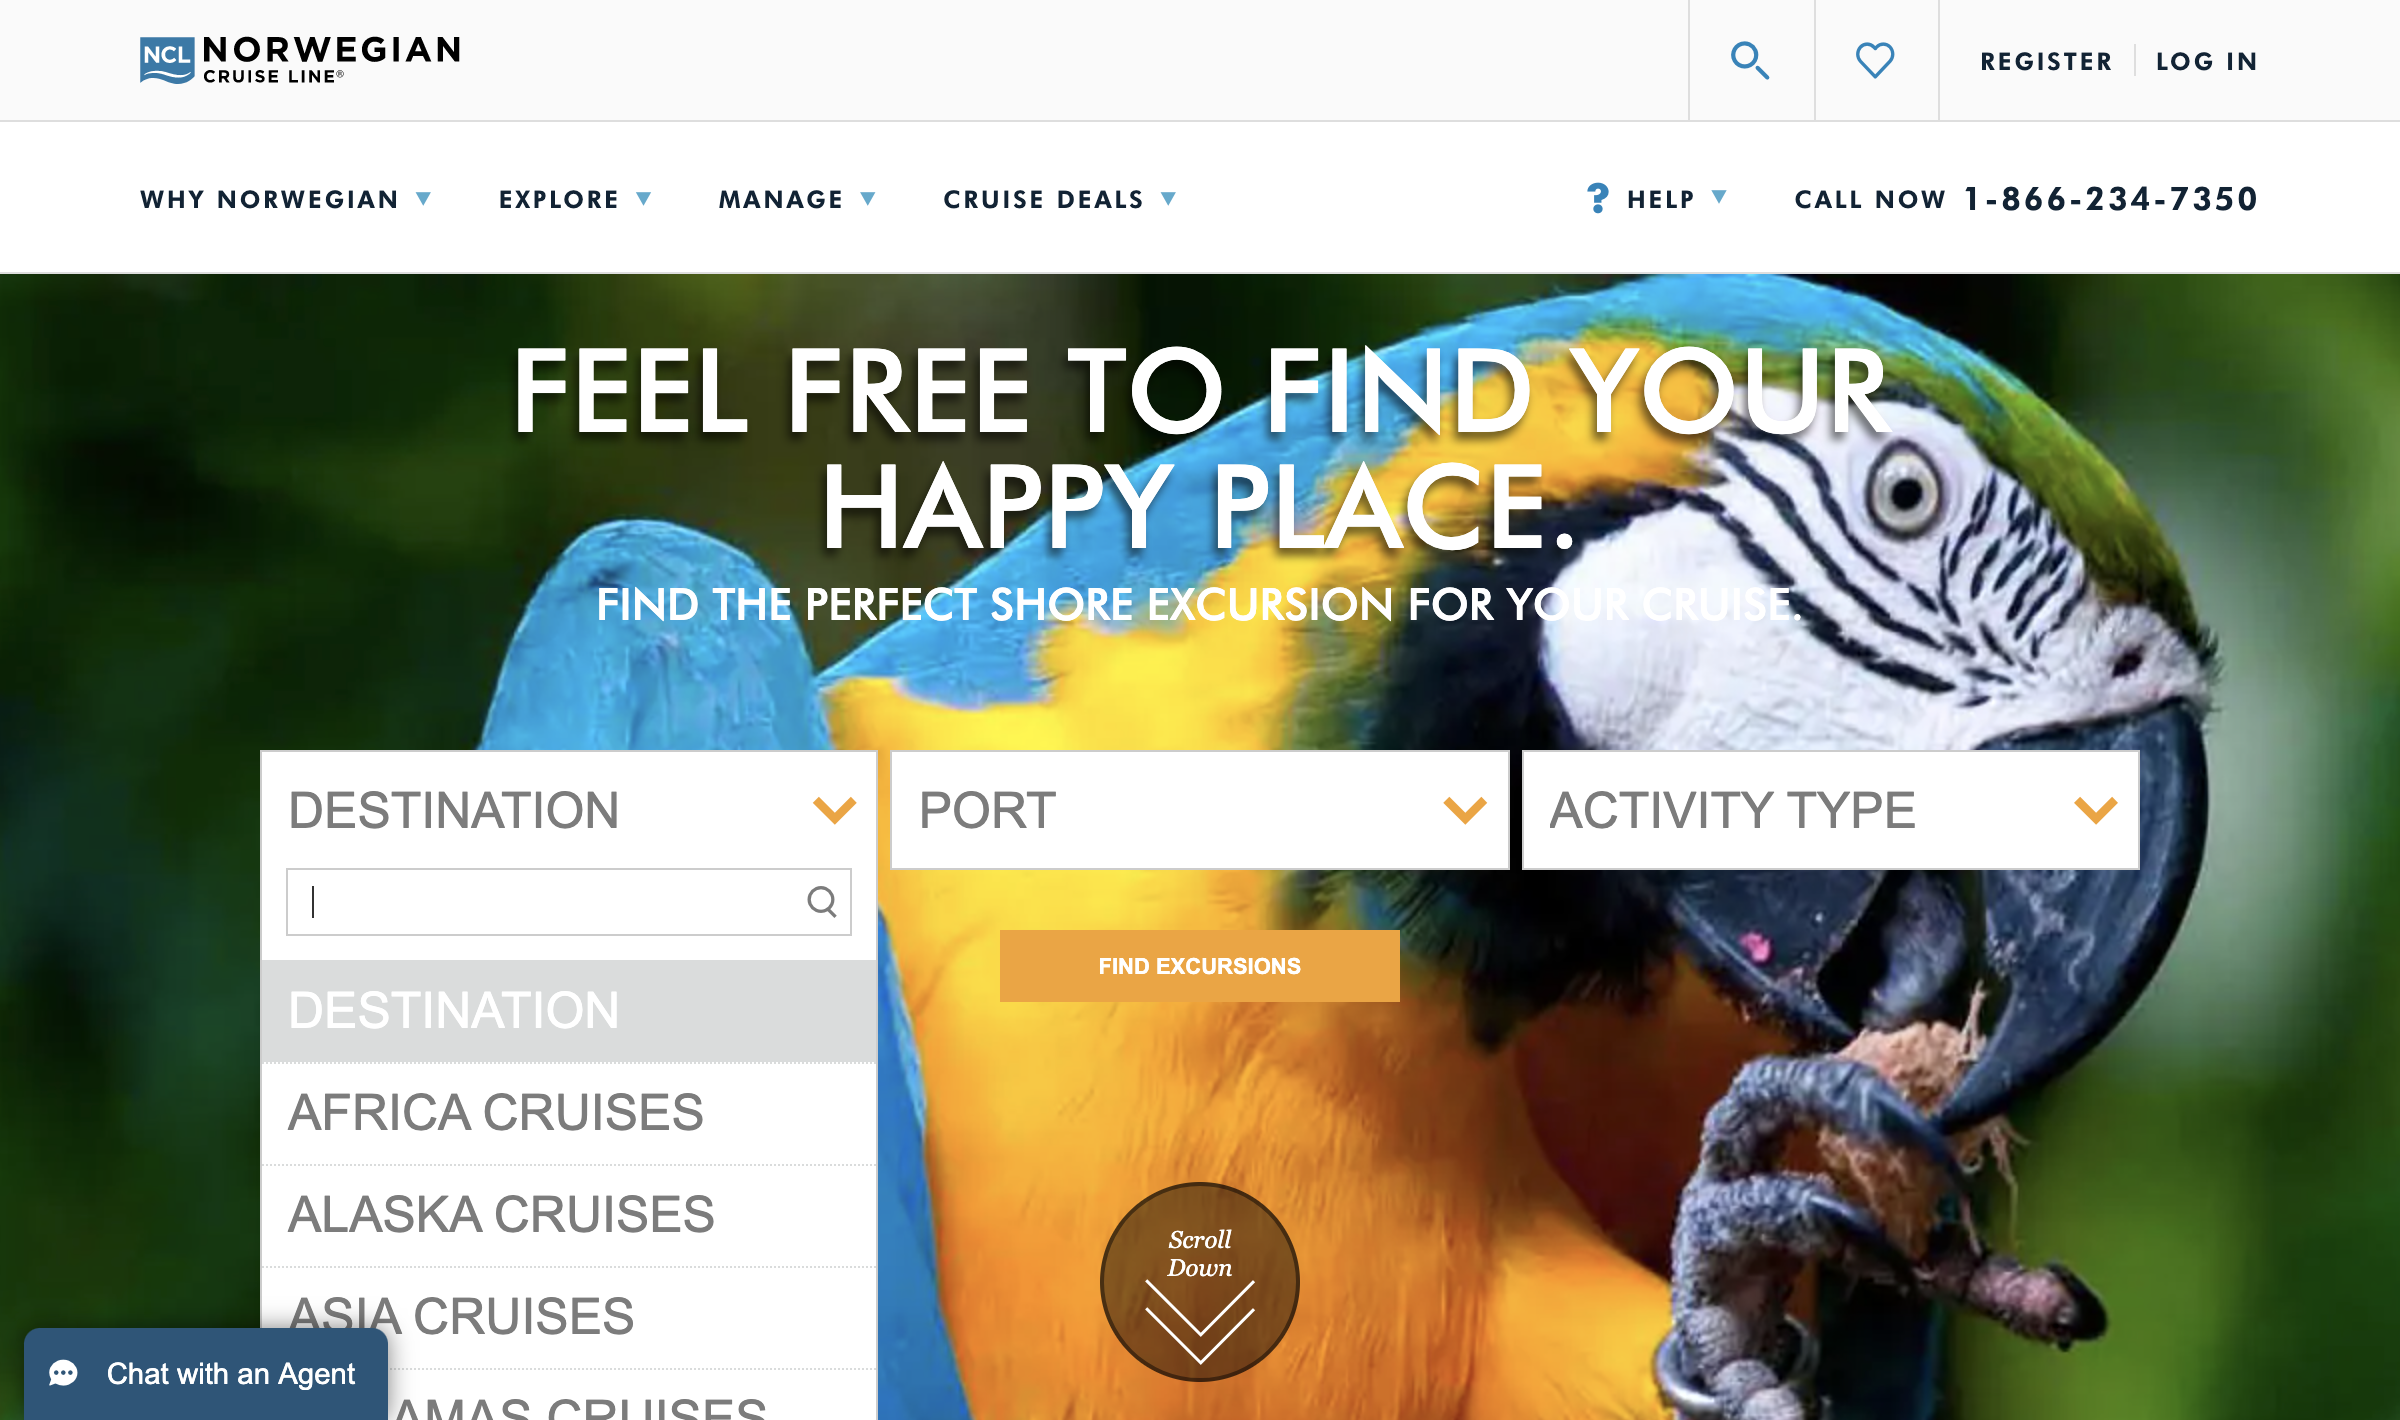 NCL NORWEGIAN
CRUISE LINE®
REGISTER LOG IN
WHY NORWEGIAN EXPLORE MANAGE CRUISE DEALS ? HELP CALL NOW 1-866-234-7350
FEEL FREE TO FIND YOUR
HAPPY PLACE.
FIND THE PERFECT SHORE EXCURSION FOR YOUR CRUISE.
DESTINATION PORT ACTIVITY TYPE
FIND EXCURSIONS
DESTINATION
AFRICA CRUISES
ALASKA CRUISES
Scroll
Down
ASIA CRUISES
Chat with an Agent
CRUISES